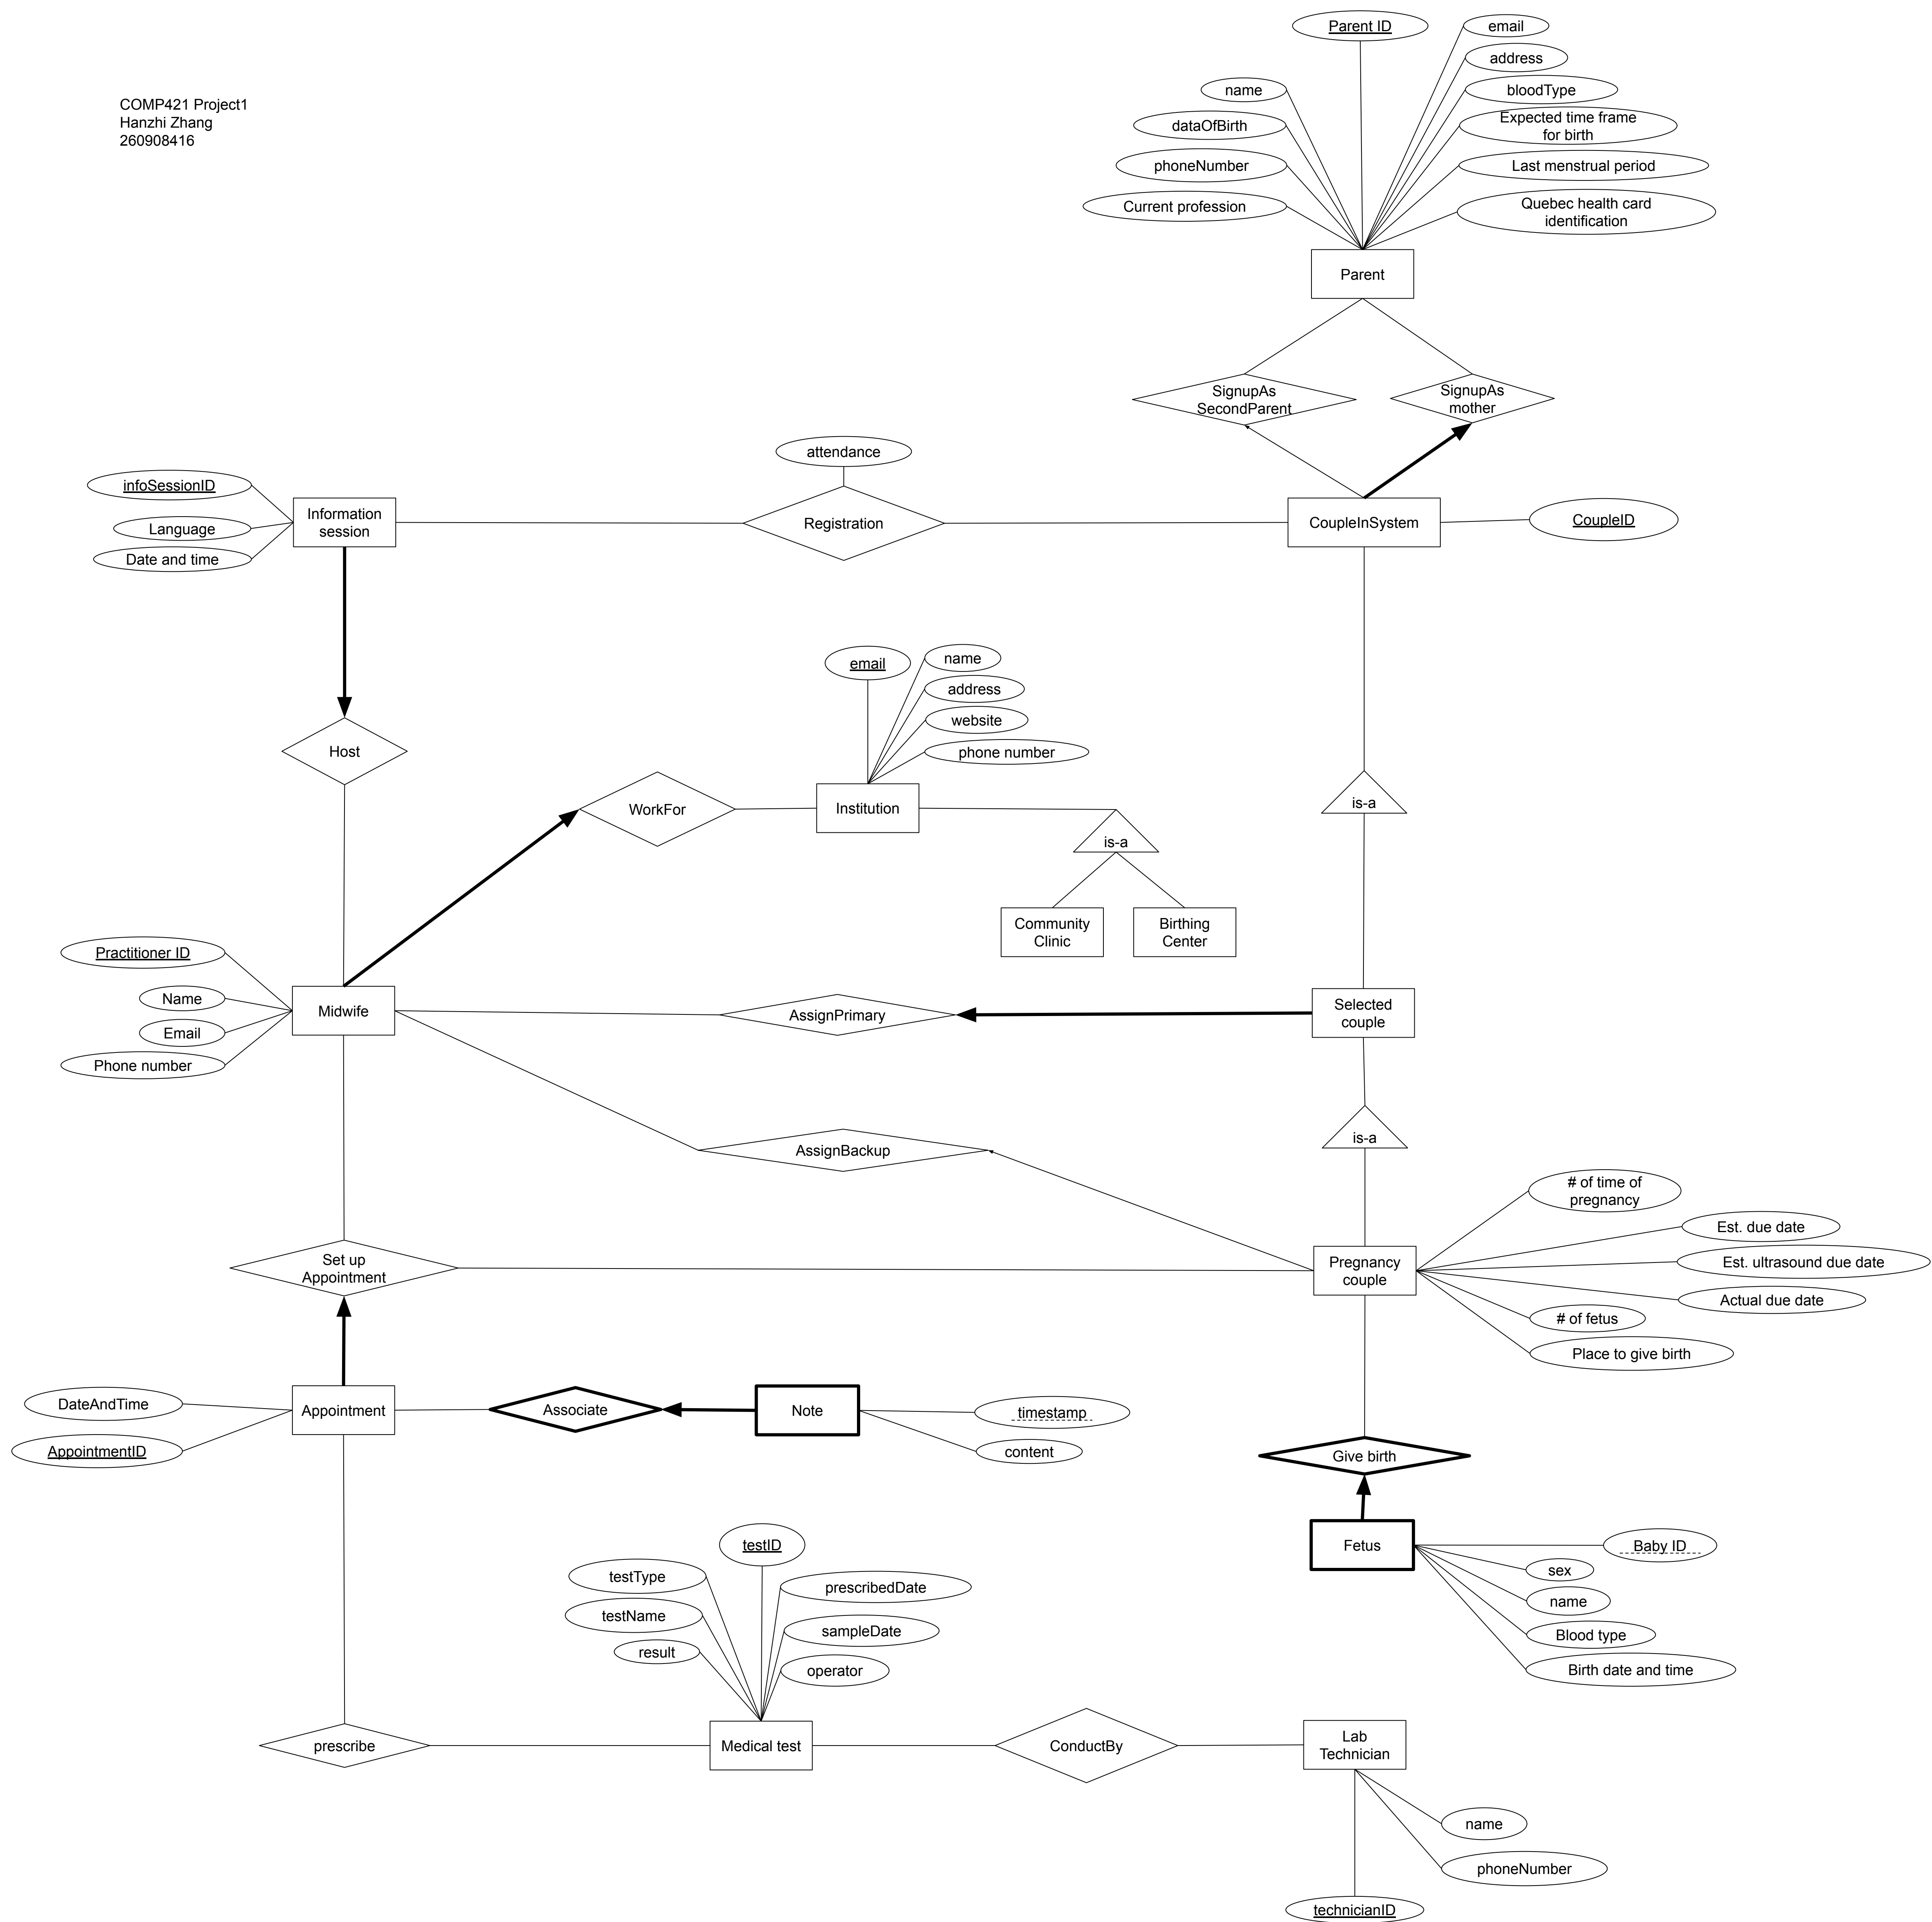 COMP421 Project1
Hanzhi Zhang
260908416
Parent ID
email
address
name
bloodType
dataOfBirth
Expected time frame
for birth
phoneNumber
Last menstrual period
Current profession
Quebec health card
identification
Parent
SignupAs
SecondParent
SignupAs
mother
attendance
infoSessionID
Language
Date and time
Information
session
Registration
CoupleInSystem
CoupleID
email
name
address
website
phone number
Host
WorkFor
Institution
is-a
is-a
Community
Clinic
Birthing
Center
Practitioner ID
Name
Email
Phone number
Midwife
AssignPrimary
Selected
couple
AssignBackup
is-a
# of time of
pregnancy
Est. due date
Est. ultrasound due date
Actual due date
# of fetus
Place to give birth
Set up
Appointment
Pregnancy
couple
DateAndTime
AppointmentID
Appointment
Associate
Note
timestamp
content
Give birth
Fetus
Baby ID
sex
name
Blood type
Birth date and time
testID
testType
testName
result
prescribedDate
sampleDate
operator
prescribe
Medical test
ConductBy
Lab
Technician
name
phoneNumber
technicianID